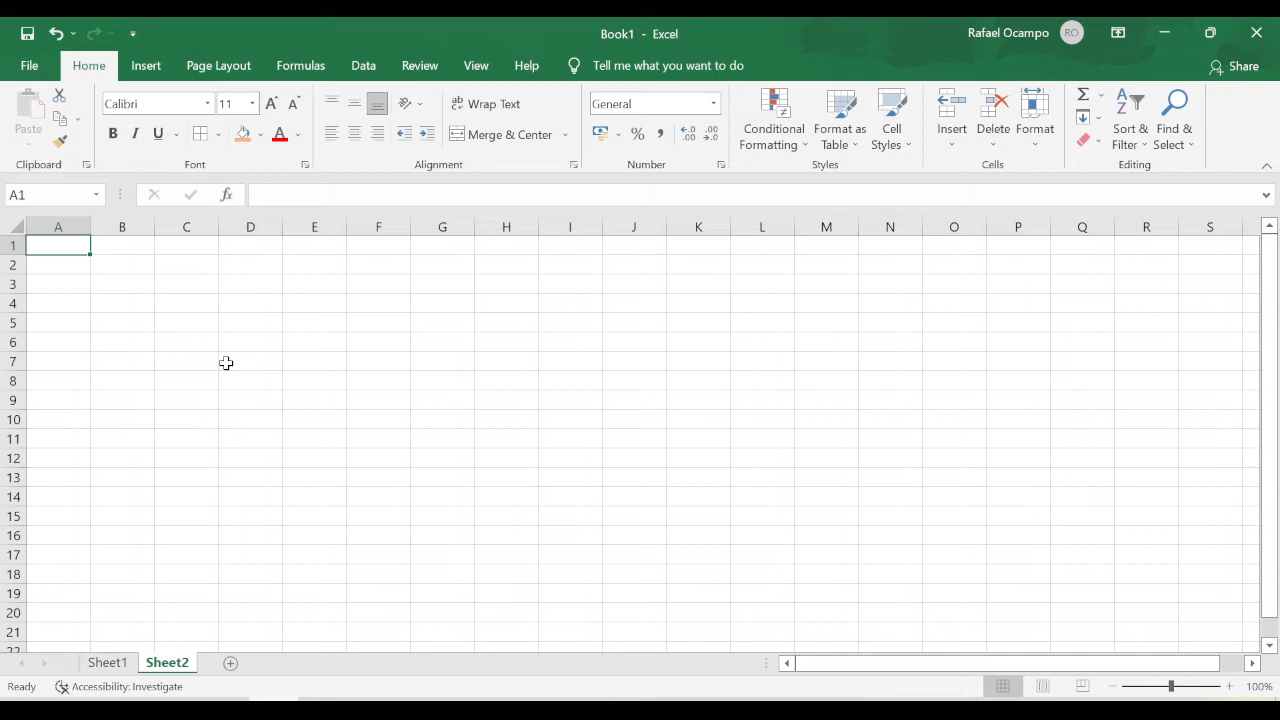 Book1 - Excel
Rafael Ocampo RO
File Home Insert Page Layout Formulas Data Review View Help Tell me what you want to do Share
Paste
Calibri 11 A A
B I U A
Wrap Text
Merge & Center
General
% ,
Conditional Formatting
Format as Table
Cell Styles
Insert Delete Format
Sort & Filter
Find & Select
Clipboard Font Alignment Number Styles Cells Editing
A1 fx
A B C D E F G H I J K L M N O P Q R S
1
2
3
4
5
6
7
8
9
10
11
12
13
14
15
16
17
18
19
20
21
22
Sheet1 Sheet2
Ready Accessibility: Investigate 100%